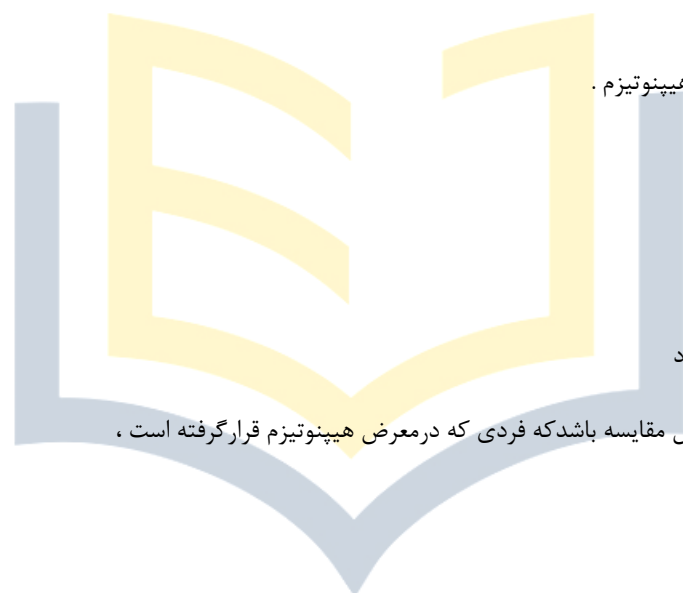 هیپنوتیزم .
د
مقایسه باشدکه فردی که درمعرض هیپنوتیزم قرارگرفته است ،